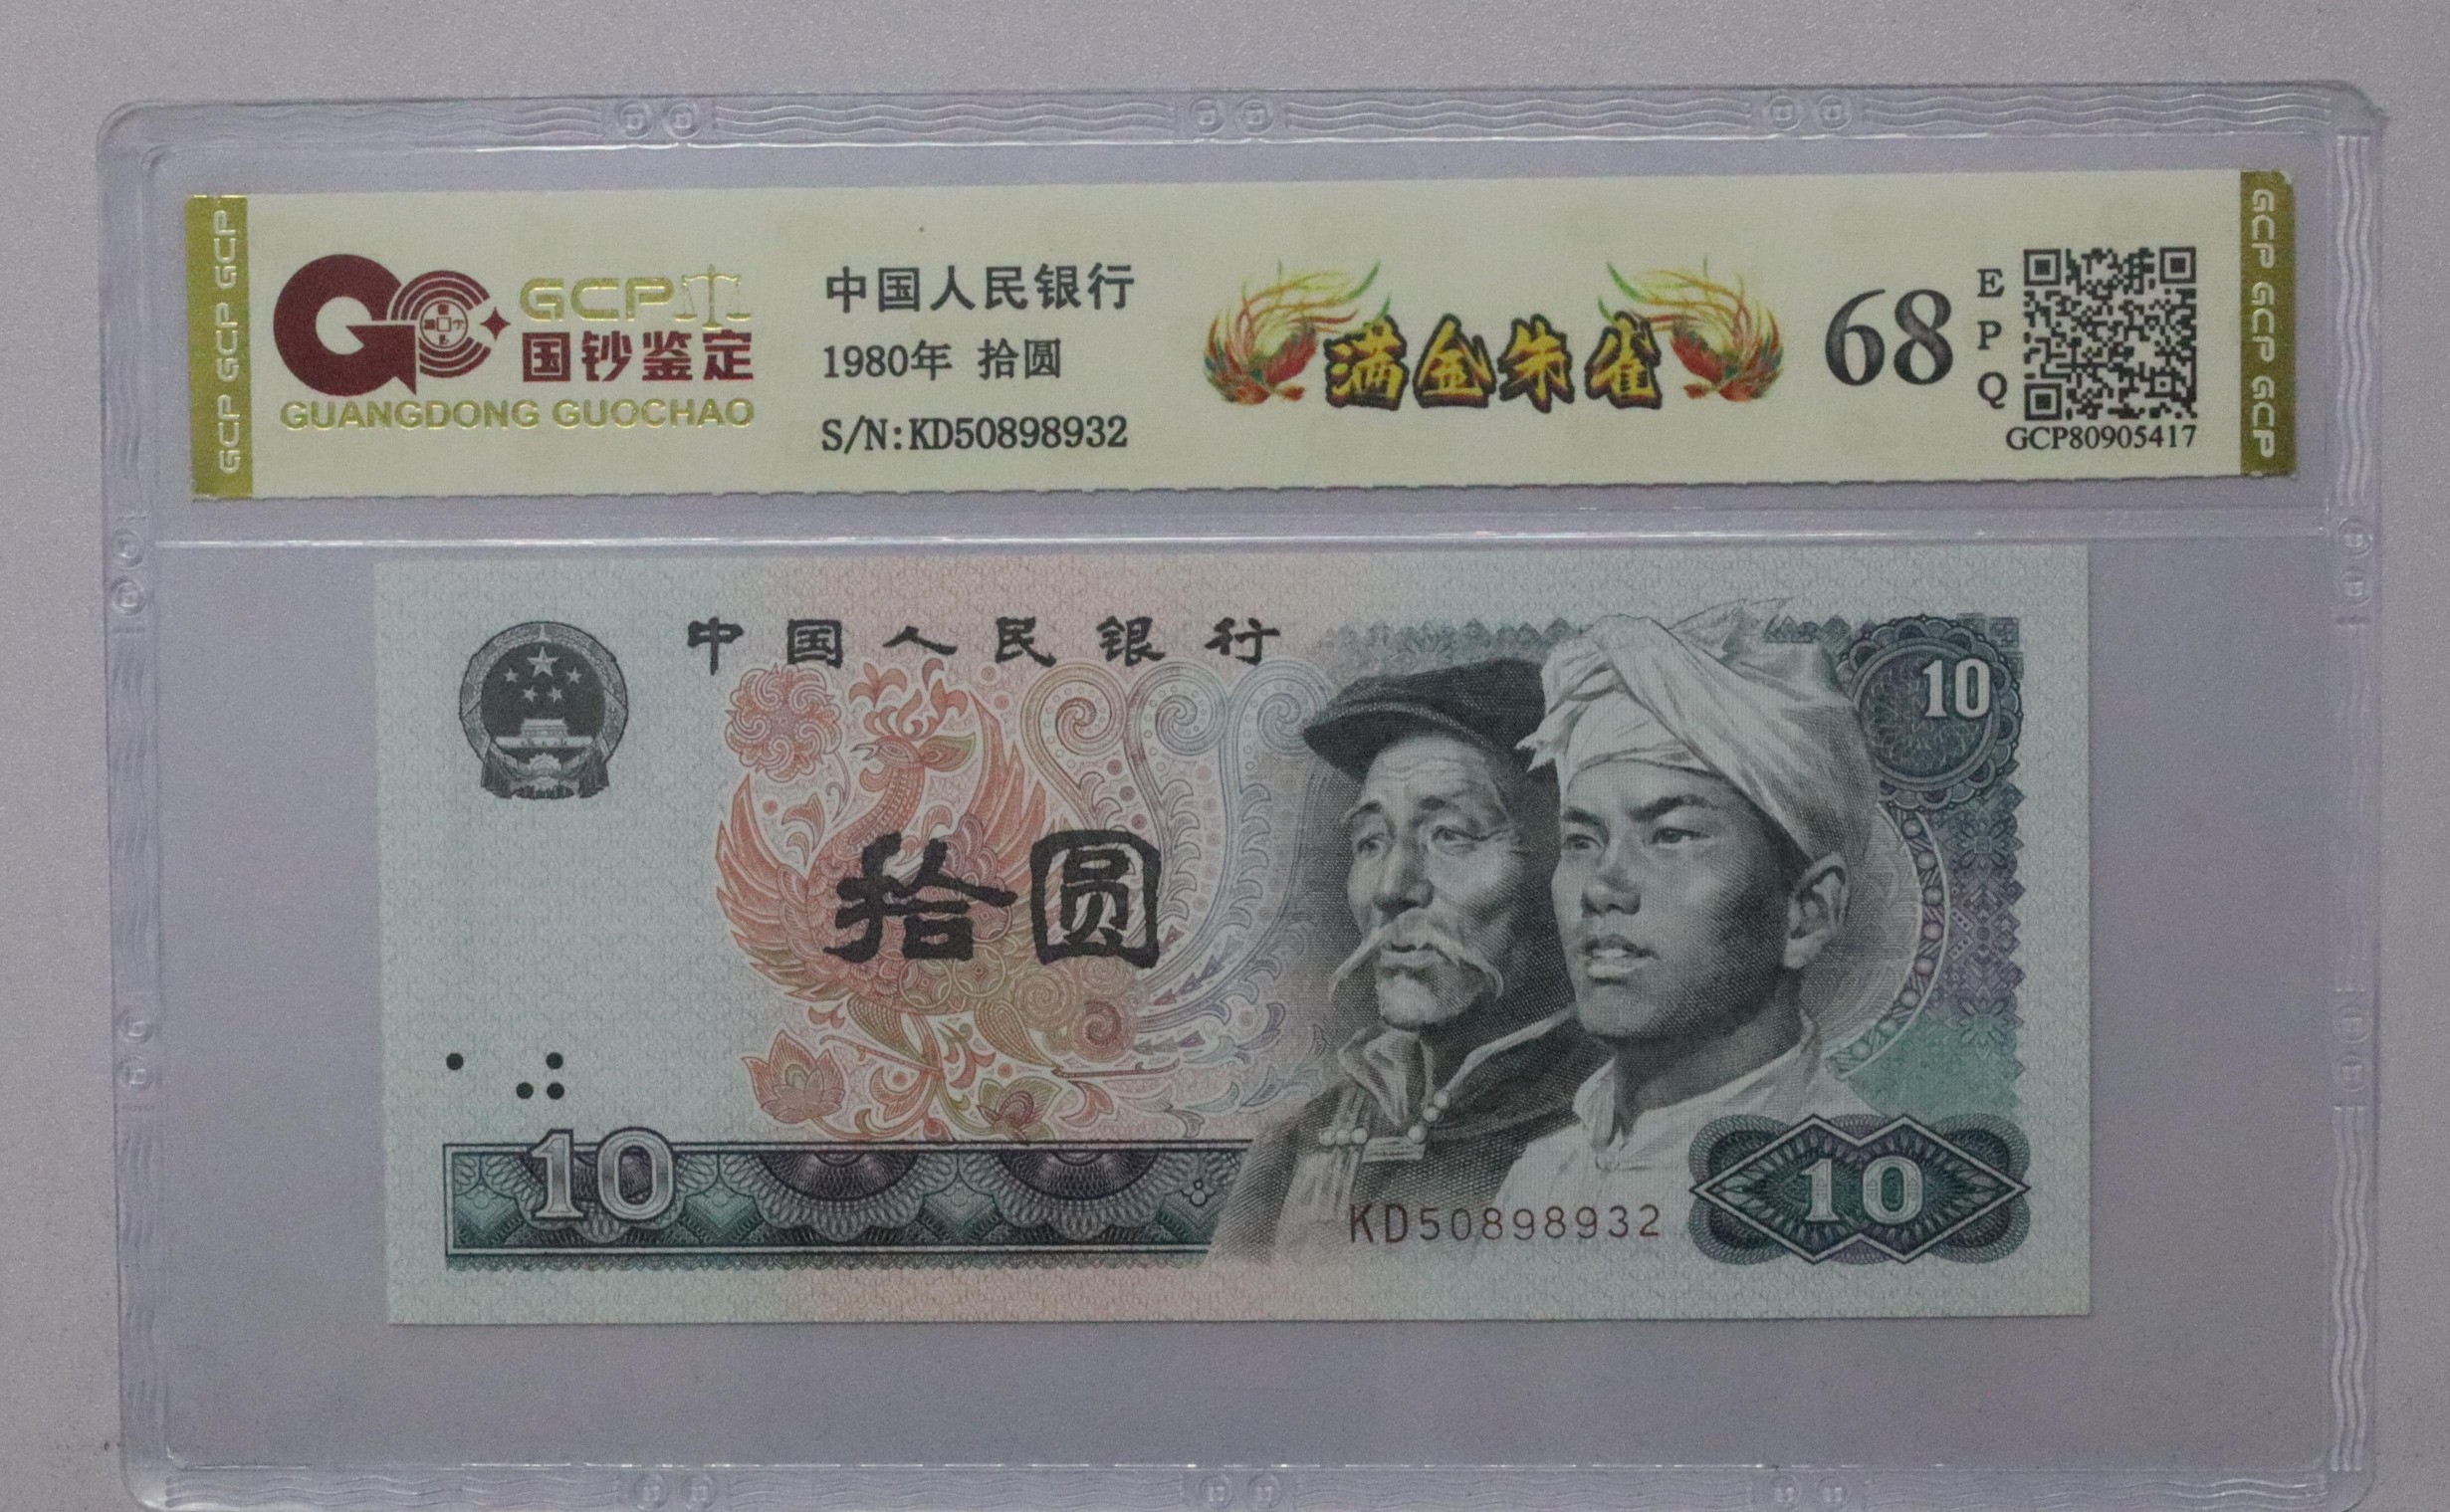 GCP GCP GCP
GCP
国钞鉴定
GUANGDONG GUOCHAO
中国人民银行
1980年 拾圆
S/N:KD50898932
满金朱雀
68
E
P
Q
GCP80905417
GCP GCP GCP
中国人民银行
10
拾圆
10
KD50898932
10